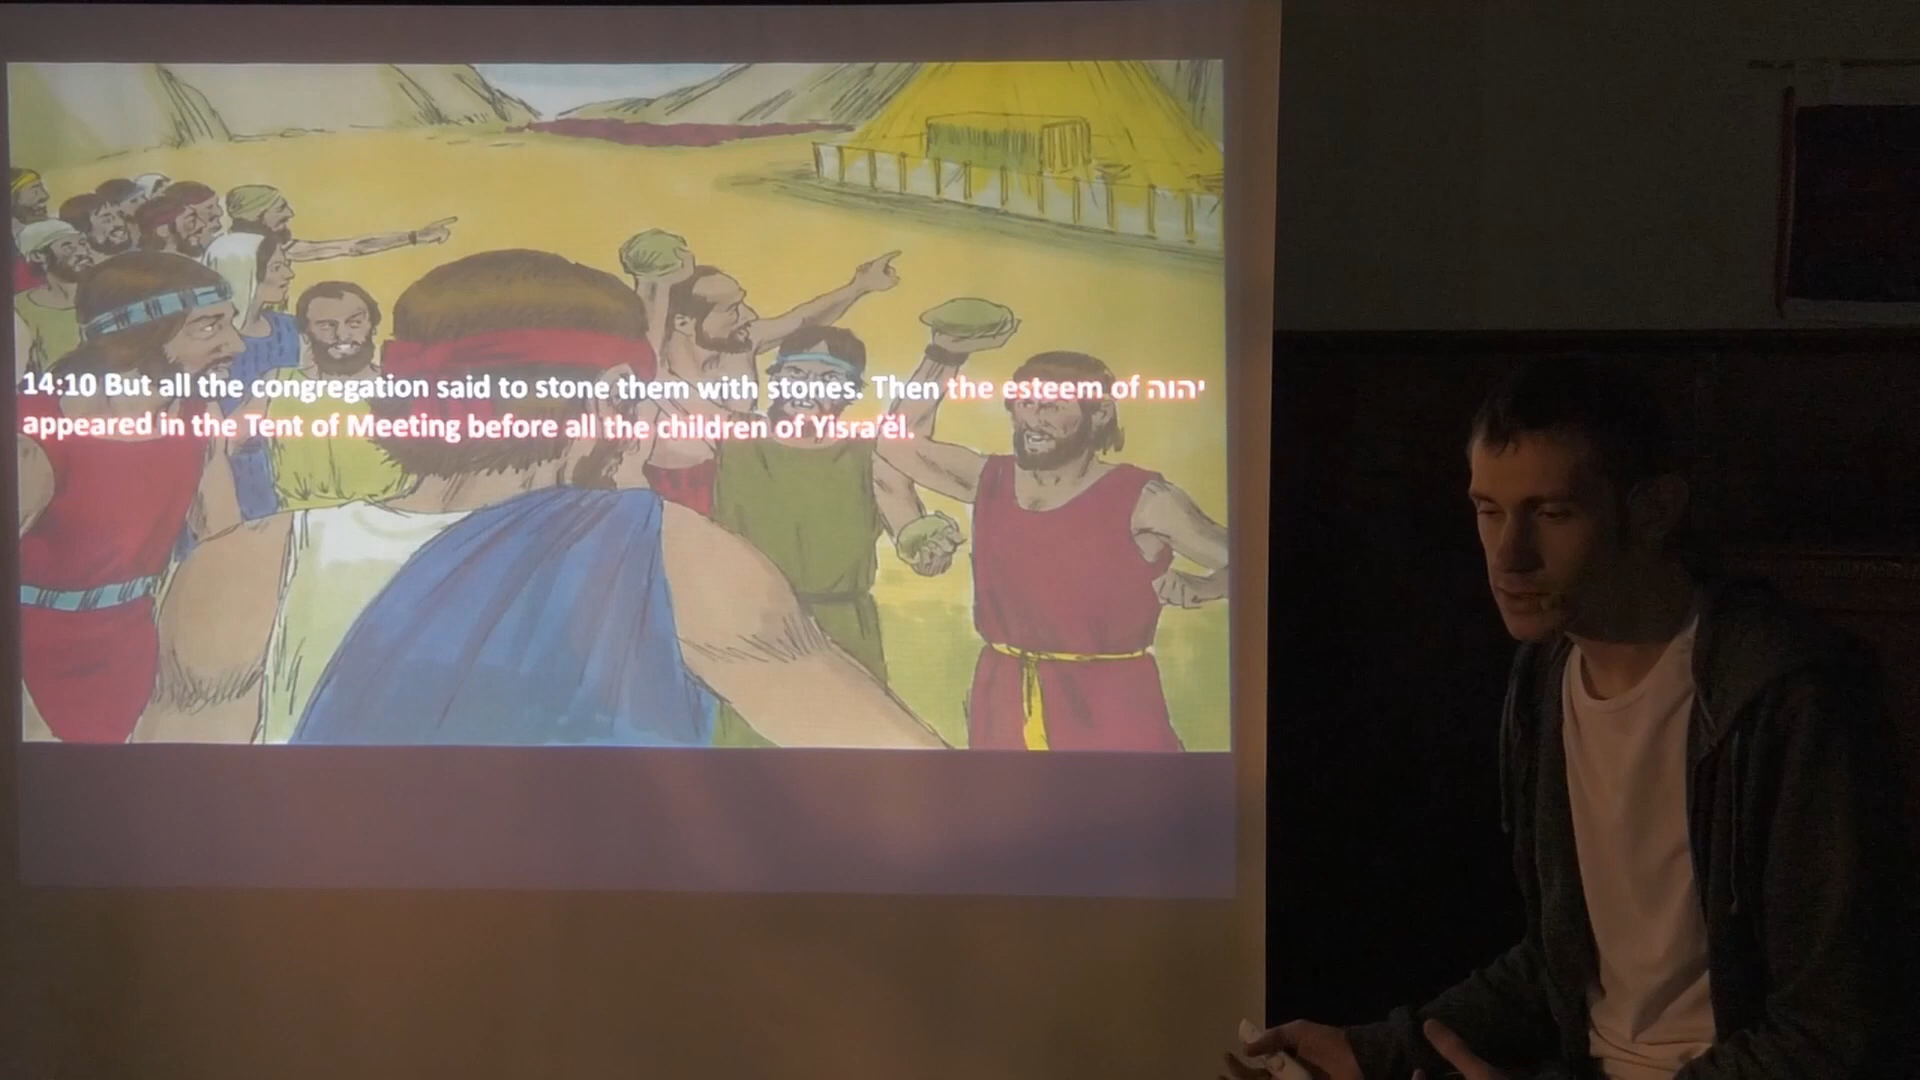 14:10 But all the congregation said to stone them with stones. Then the esteem of יהוה
appeared in the Tent of Meeting before all the children of Yisra’ĕl.